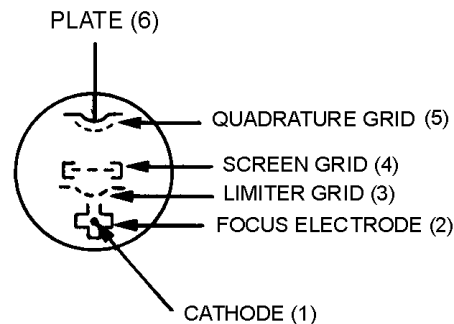 PLATE (6)
QUADRATURE GRID (5)
SCREEN GRID (4)
LIMITER GRID (3)
FOCUS ELECTRODE (2)
CATHODE (1)